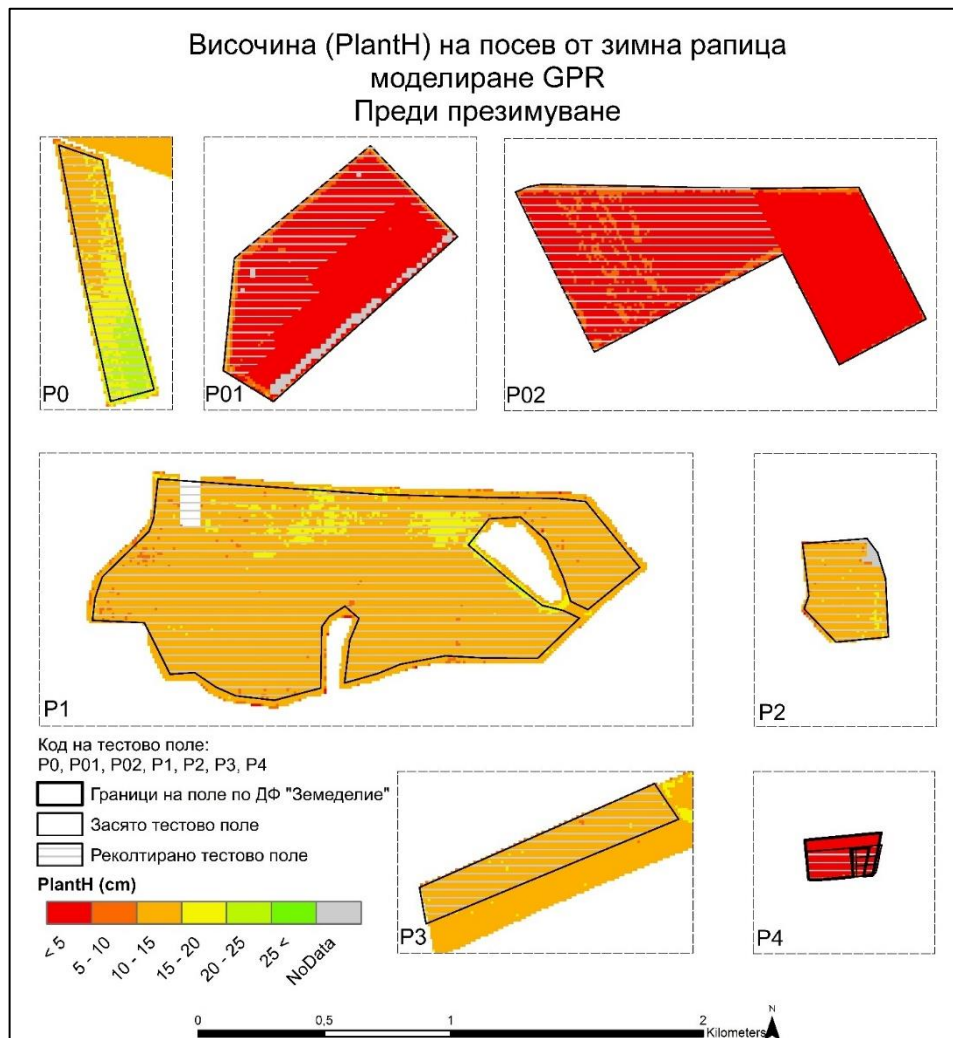 Височина (PlantH) на посев от зимна рапица
моделиране GPR
Преди презимуване
P0
P01
P02
P1
P2
Код на тестово поле:
P0, P01, P02, P1, P2, P3, P4
Граници на поле по ДФ "Земеделие"
Засято тестово поле
Реколтирано тестово поле
PlantH (cm)
< 5
5 - 10
10 - 15
15 - 20
20 - 25
25 <
NoData
P3
P4
0
0,5
1
2
Kilometers
N